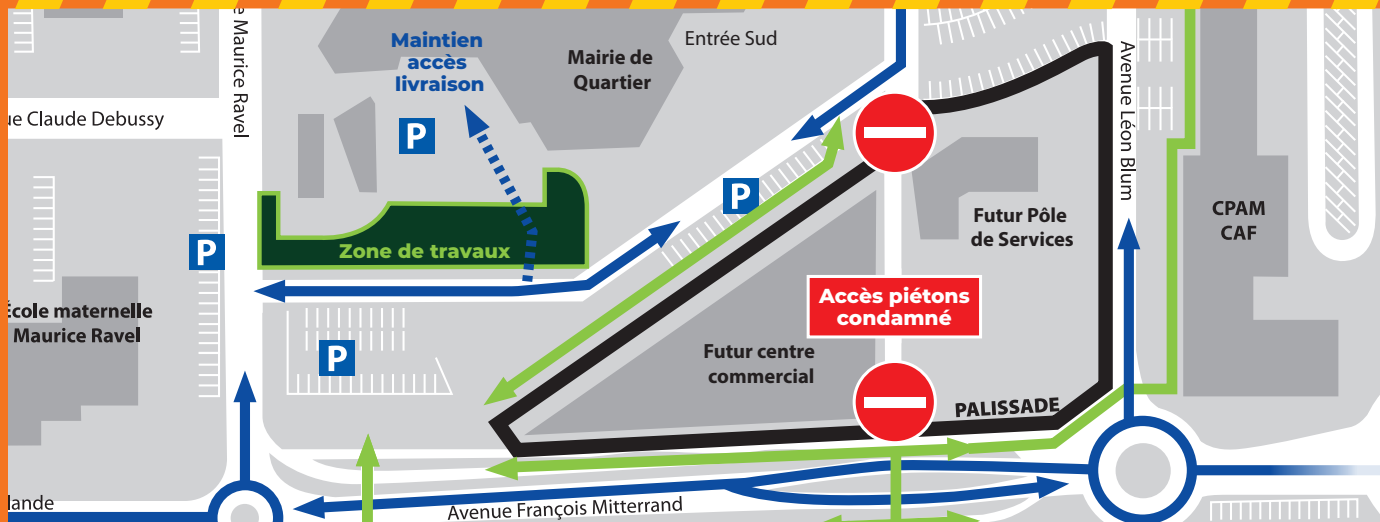 Maintien
accès
livraison
Mairie de
Quartier
Entrée Sud
Maurice Ravel
Avenue Léon Blum
Claude Debussy
P
P
P
P
Zone de travaux
Futur Pôle
de Services
CPAM
CAF
École maternelle
Maurice Ravel
Accès piétons
condamné
Futur centre
commercial
PALISSADE
Avenue François Mitterrand